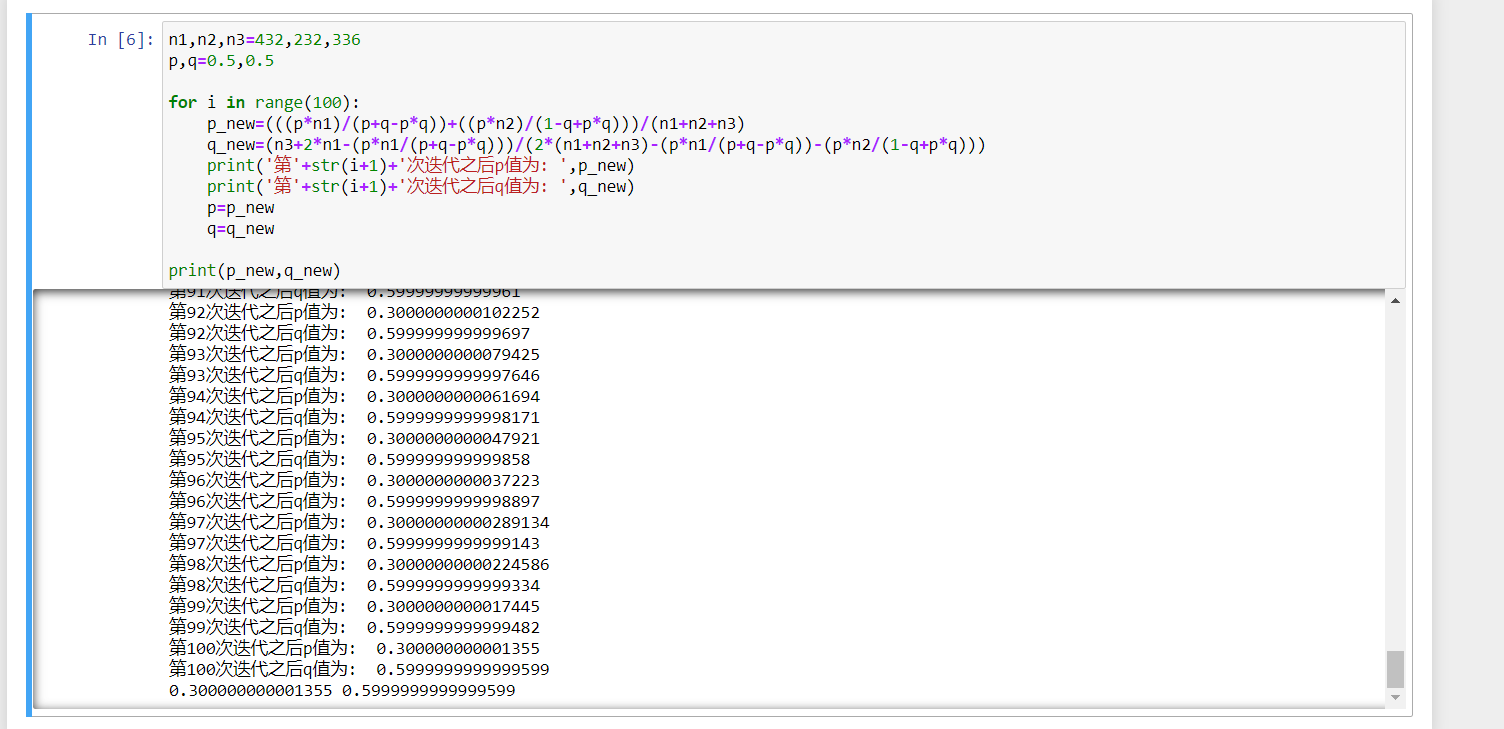 In [6]:
n1,n2,n3=432,232,336
p,q=0.5,0.5
for i in range(100):
p_new=(((p*n1)/(p+q-p*q))+((p*n2)/(1-q+p*q)))/(n1+n2+n3)
q_new=(n3+2*n1-(p*n1/(p+q-p*q)))/(2*(n1+n2+n3)-(p*n1/(p+q-p*q))-(p*n2/(1-q+p*q)))
print('第'+str(i+1)+'次迭代之后p值为: ',p_new)
print('第'+str(i+1)+'次迭代之后q值为: ',q_new)
p=p_new
q=q_new
print(p_new,q_new)
第91次迭代之后q值为:  0.59999999999961
第92次迭代之后p值为:  0.3000000000102252
第92次迭代之后q值为:  0.599999999999697
第93次迭代之后p值为:  0.3000000000079425
第93次迭代之后q值为:  0.5999999999997646
第94次迭代之后p值为:  0.3000000000061694
第94次迭代之后q值为:  0.5999999999998171
第95次迭代之后p值为:  0.3000000000047921
第95次迭代之后q值为:  0.599999999999858
第96次迭代之后p值为:  0.3000000000037223
第96次迭代之后q值为:  0.5999999999998897
第97次迭代之后p值为:  0.30000000000289134
第97次迭代之后q值为:  0.5999999999999143
第98次迭代之后p值为:  0.30000000000224586
第98次迭代之后q值为:  0.5999999999999334
第99次迭代之后p值为:  0.3000000000017445
第99次迭代之后q值为:  0.5999999999999482
第100次迭代之后p值为:  0.300000000001355
第100次迭代之后q值为:  0.5999999999999599
0.300000000001355 0.5999999999999599